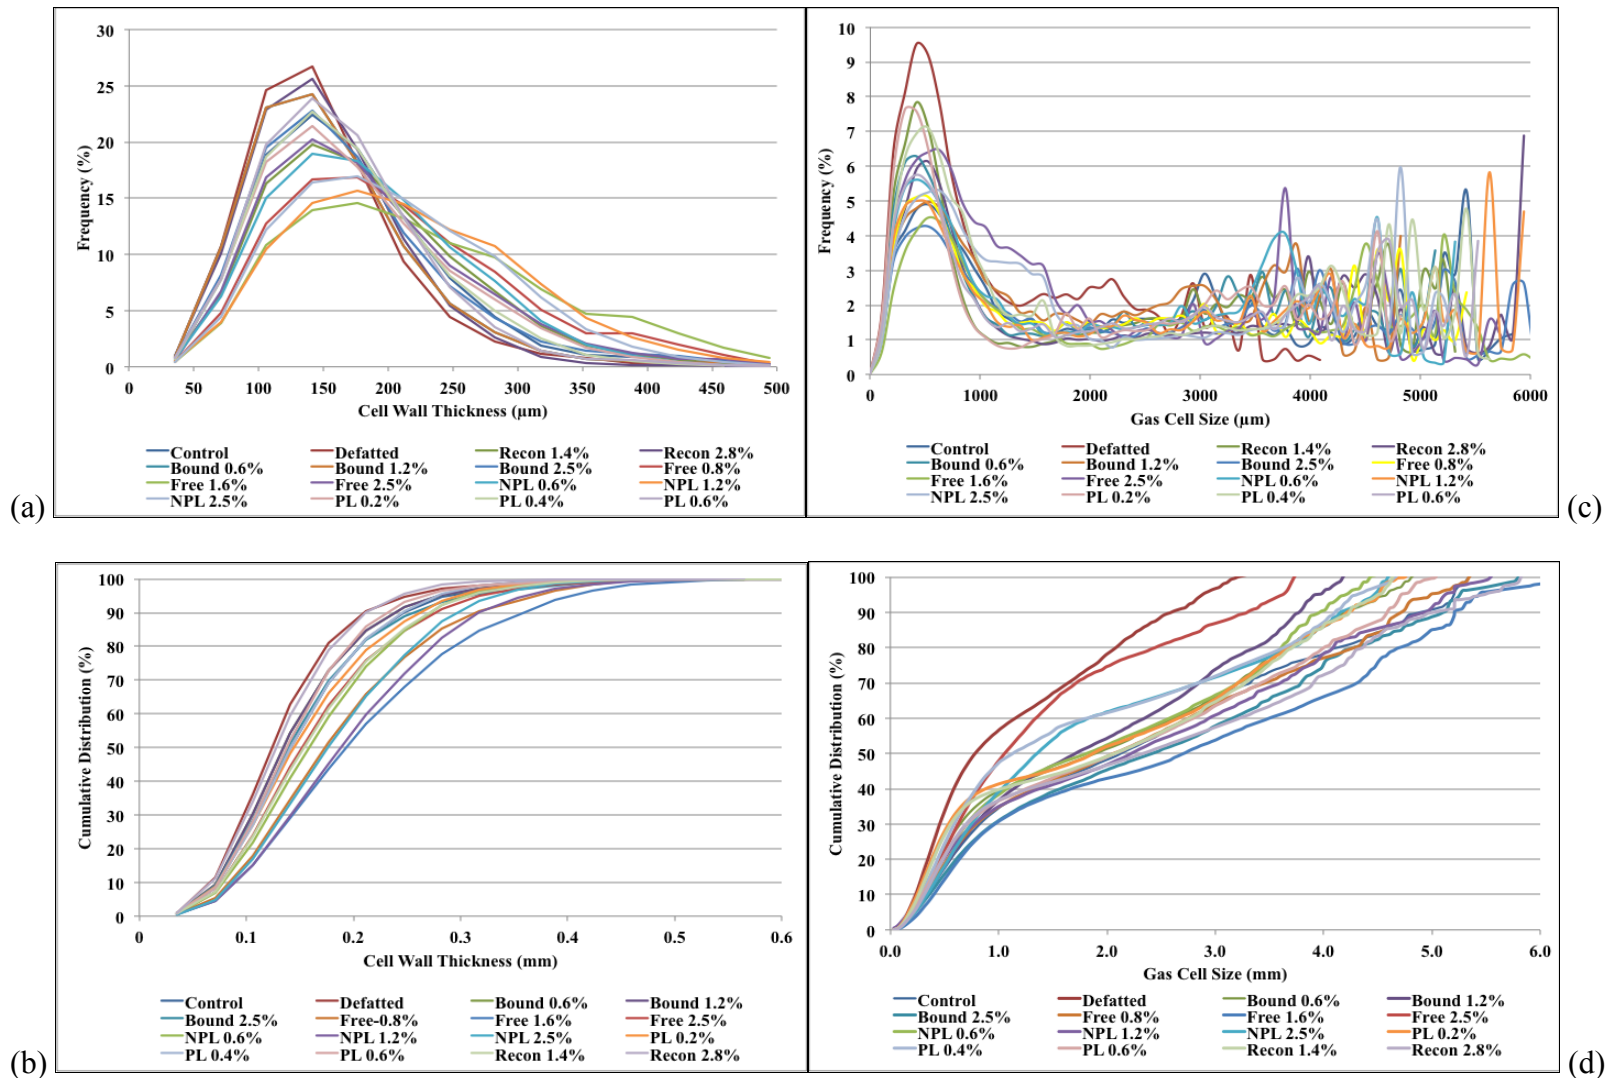 30
25
20
15
10
5
0
Frequency (%)
0 50 100 150 200 250 300 350 400 450 500
Cell Wall Thickness (µm)
Control Defatted Recon 1.4% Recon 2.8%
Bound 0.6% Bound 1.2% Bound 2.5% Free 0.8%
Free 1.6% Free 2.5% NPL 0.6% NPL 1.2%
NPL 2.5% PL 0.2% PL 0.4% PL 0.6%
(a)
10
9
8
7
6
5
4
3
2
1
0
Frequency (%)
0 1000 2000 3000 4000 5000 6000
Gas Cell Size (µm)
Control Defatted Recon 1.4% Recon 2.8%
Bound 0.6% Bound 1.2% Bound 2.5% Free 0.8%
Free 1.6% Free 2.5% NPL 0.6% NPL 1.2%
NPL 2.5% PL 0.2% PL 0.4% PL 0.6%
(c)
100
90
80
70
60
50
40
30
20
10
0
Cumulative Distribution (%)
0 0.1 0.2 0.3 0.4 0.5 0.6
Cell Wall Thickness (mm)
Control Defatted Bound 0.6% Bound 1.2%
Bound 2.5% Free-0.8% Free 1.6% Free 2.5%
NPL 0.6% NPL 1.2% NPL 2.5% PL 0.2%
PL 0.4% PL 0.6% Recon 1.4% Recon 2.8%
(b)
100
90
80
70
60
50
40
30
20
10
0
Cumulative Distribution (%)
0.0 1.0 2.0 3.0 4.0 5.0 6.0
Gas Cell Size (mm)
Control Defatted Bound 0.6% Bound 1.2%
Bound 2.5% Free 0.8% Free 1.6% Free 2.5%
NPL 0.6% NPL 1.2% NPL 2.5% PL 0.2%
PL 0.4% PL 0.6% Recon 1.4% Recon 2.8%
(d)